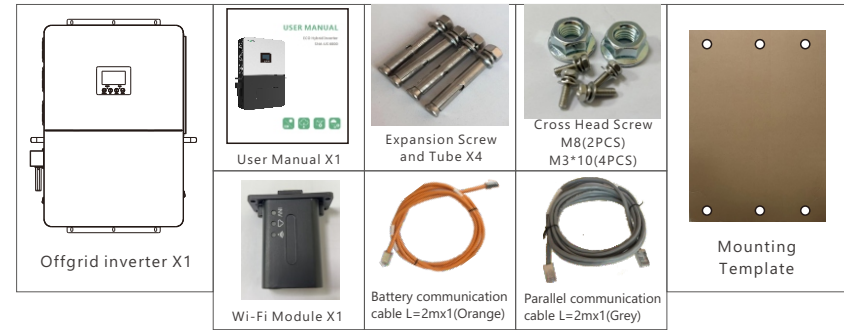 USER MANUAL
User Manual X1
Expansion Screw
and Tube X4
Cross Head Screw
M8(2PCS)
M3*10(4PCS)
Offgrid inverter X1
Wi-Fi Module X1
Battery communication
cable L=2mx1(Orange)
Parallel communication
cable L=2mx1(Grey)
Mounting
Template